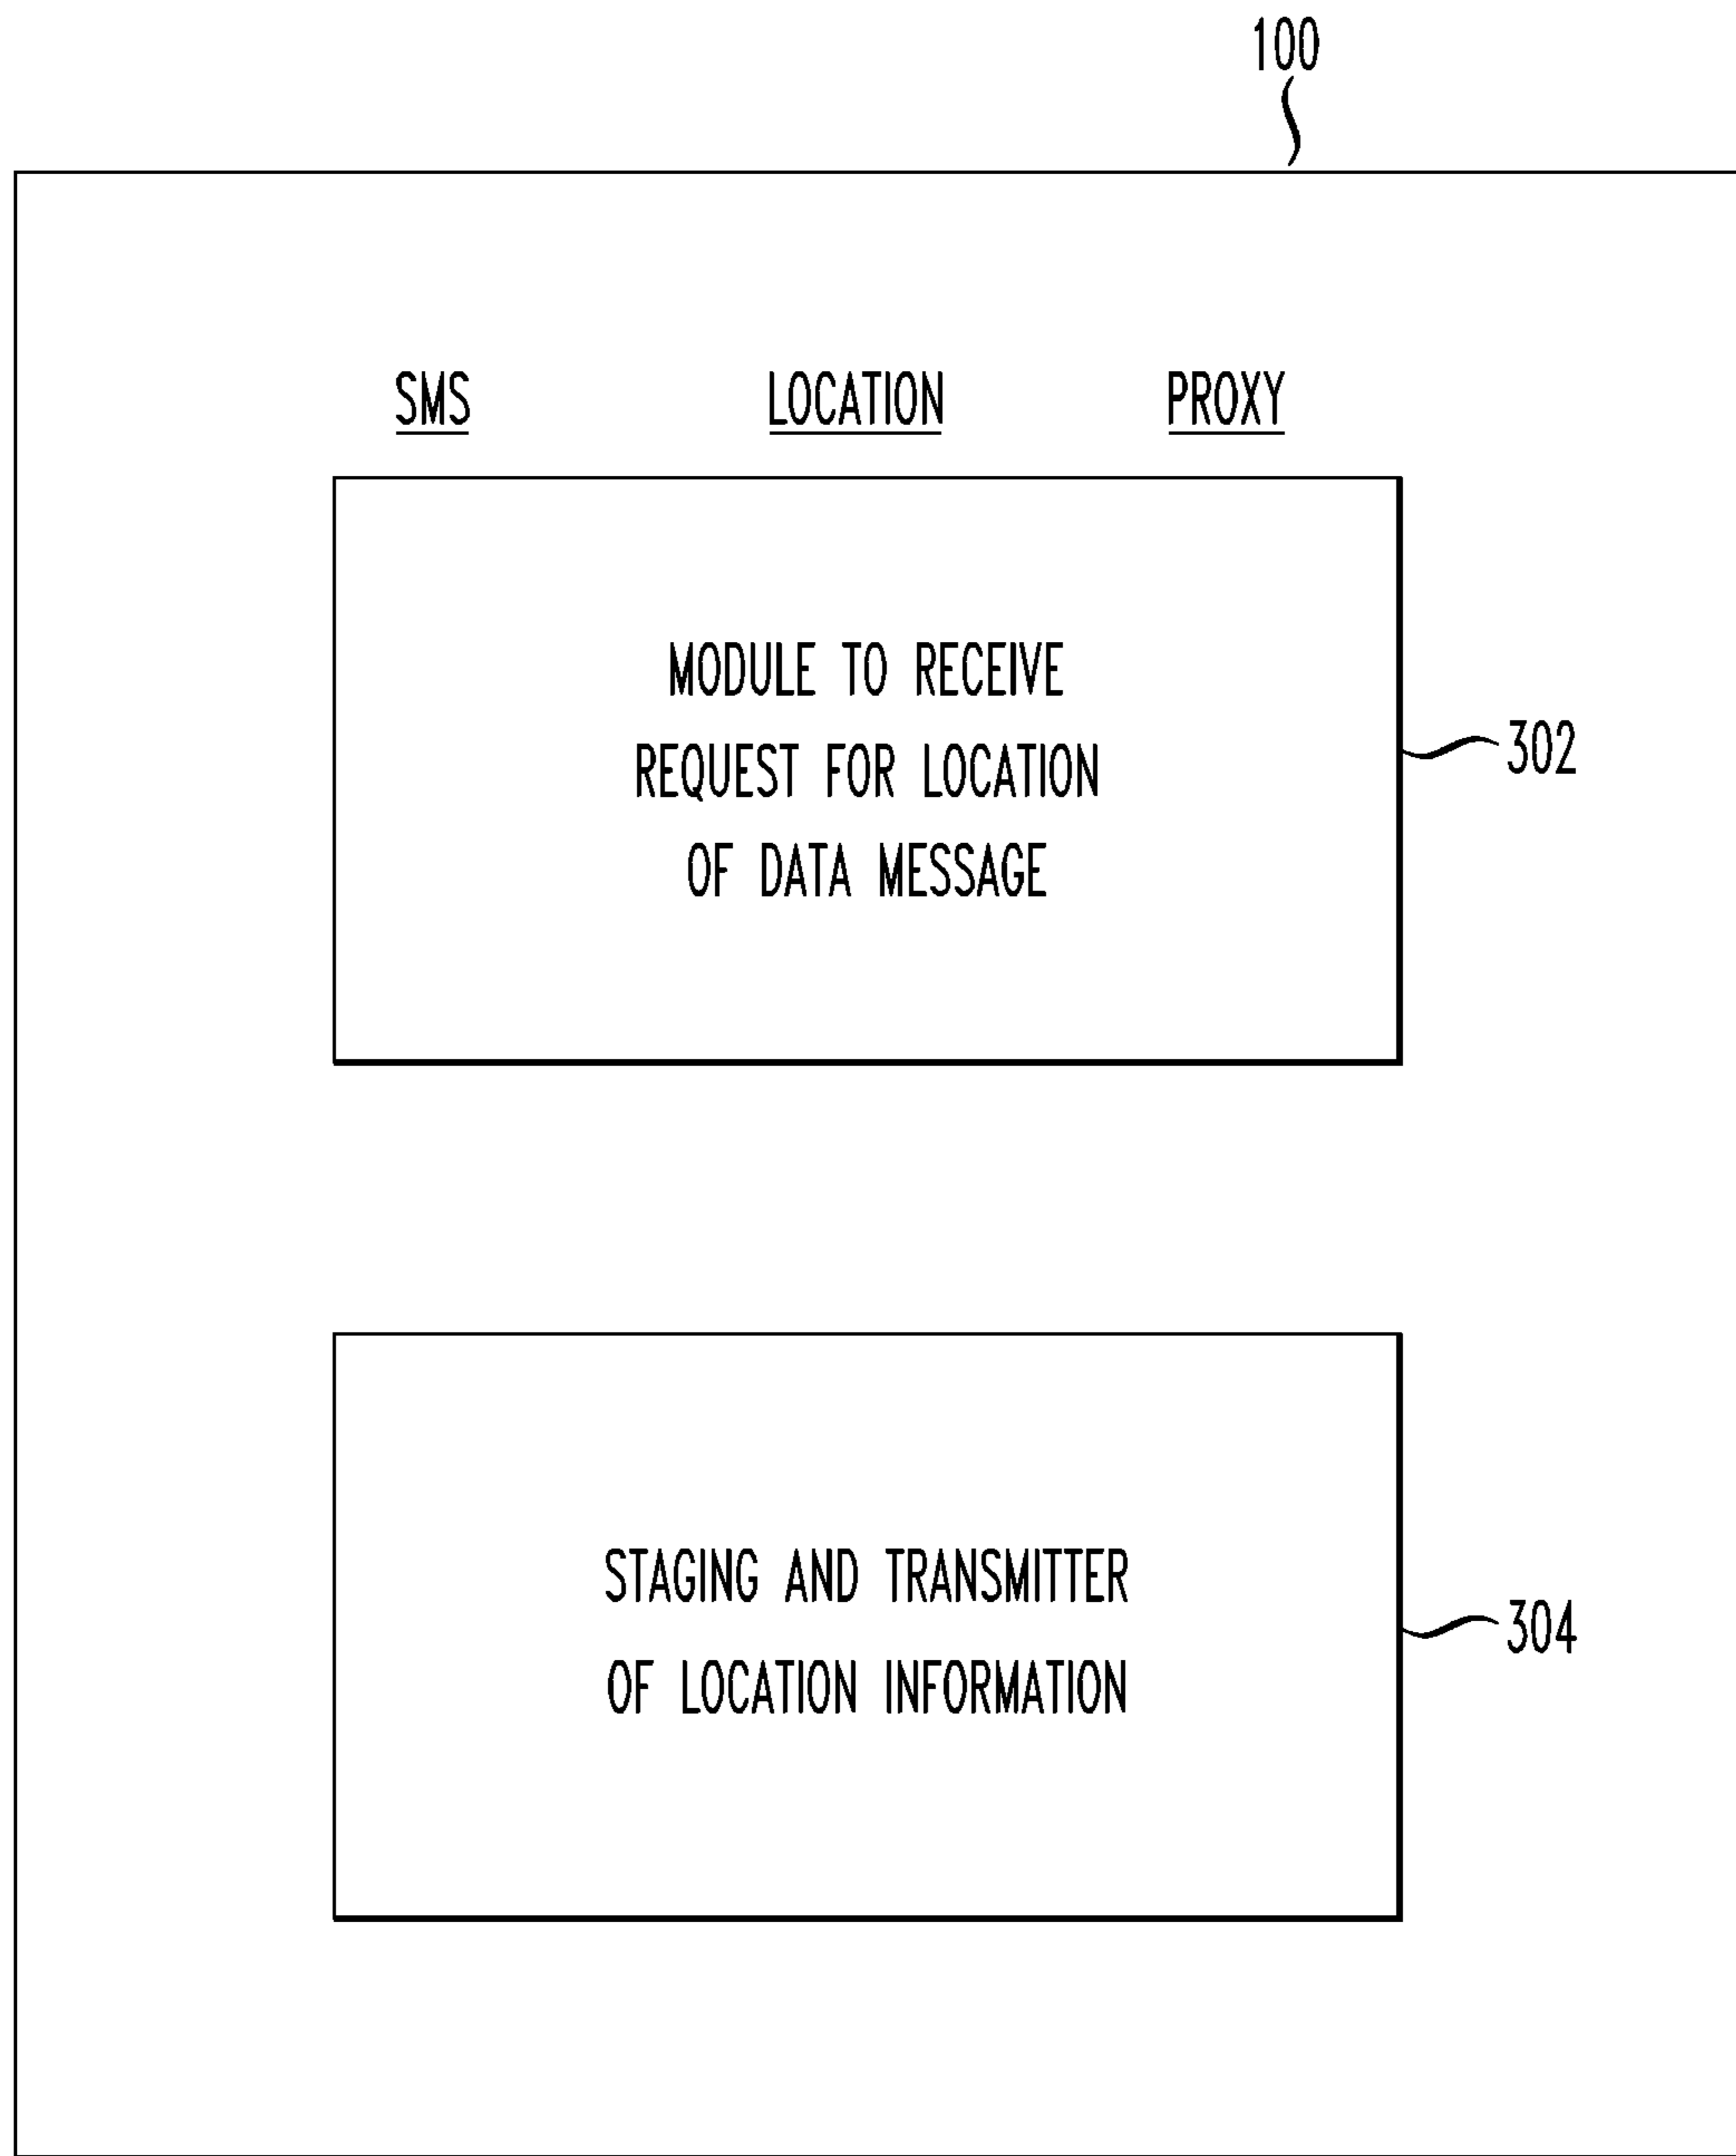 100
SMS LOCATION PROXY
MODULE TO RECEIVE
REQUEST FOR LOCATION
OF DATA MESSAGE
302
STAGING AND TRANSMITTER
OF LOCATION INFORMATION
304